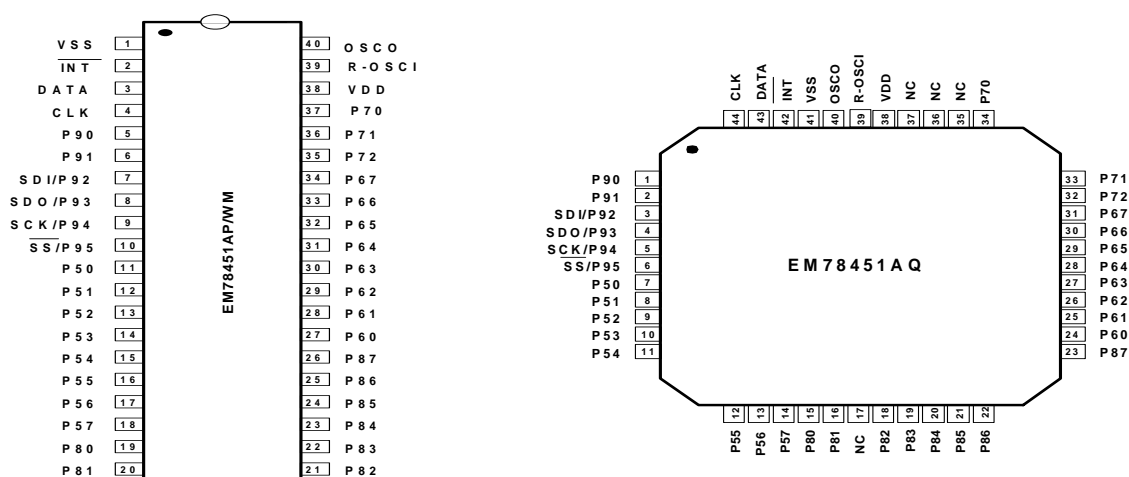 VSS 1 40 OSCO
INT 2 39 R-OSCI
DATA 3 38 VDD
CLK 4 37 P70
P90 5 36 P71
P91 6 35 P72
SDI/P92 7 34 P67
SDO/P93 8 33 P66
SCK/P94 9 32 P65
SS/P95 10 31 P64
P50 11 30 P63
P51 12 29 P62
P52 13 28 P61
P53 14 27 P60
P54 15 26 P87
P55 16 25 P86
P56 17 24 P85
P57 18 23 P84
P80 19 22 P83
P81 20 21 P82
EM78451AP/WM
CLK DATA INT VSS OSCO R-OSCI VDD NC NC NC P70
44 43 42 41 40 39 38 37 36 35 34
P90 1 33 P71
P91 2 32 P72
SDI/P92 3 31 P67
SDO/P93 4 30 P66
SCK/P94 5 29 P65
SS/P95 6 28 P64
P50 7 27 P63
P51 8 26 P62
P52 9 25 P61
P53 10 24 P60
P54 11 23 P87
EM78451AQ
12 13 14 15 16 17 18 19 20 21 22
P55 P56 P57 P80 P81 NC P82 P83 P84 P85 P86